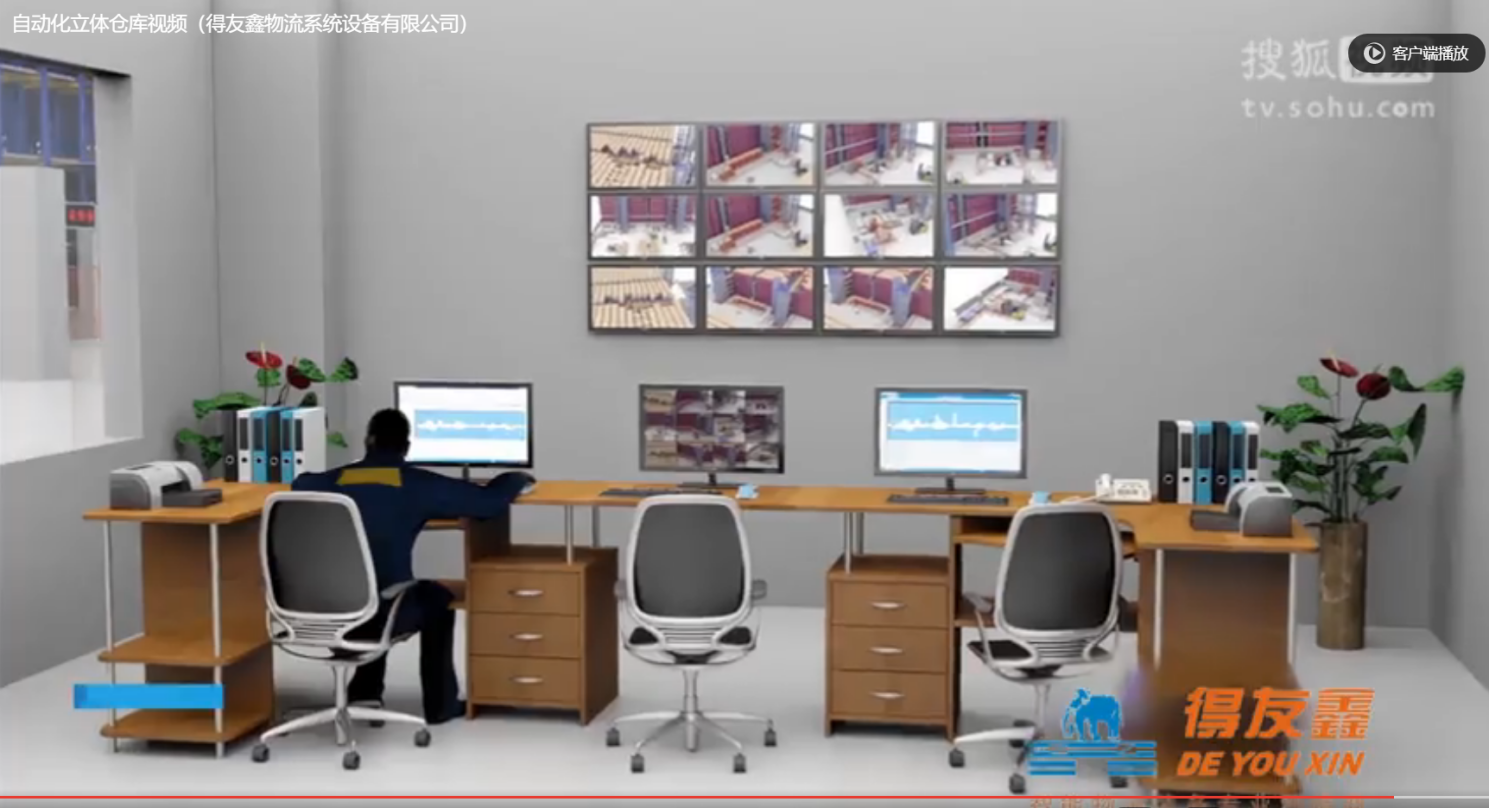 自动化立体仓库视频（得友鑫物流系统设备有限公司）
搜狐视频
客户端播放
tv.sohu.com
得友鑫
DE YOU XIN